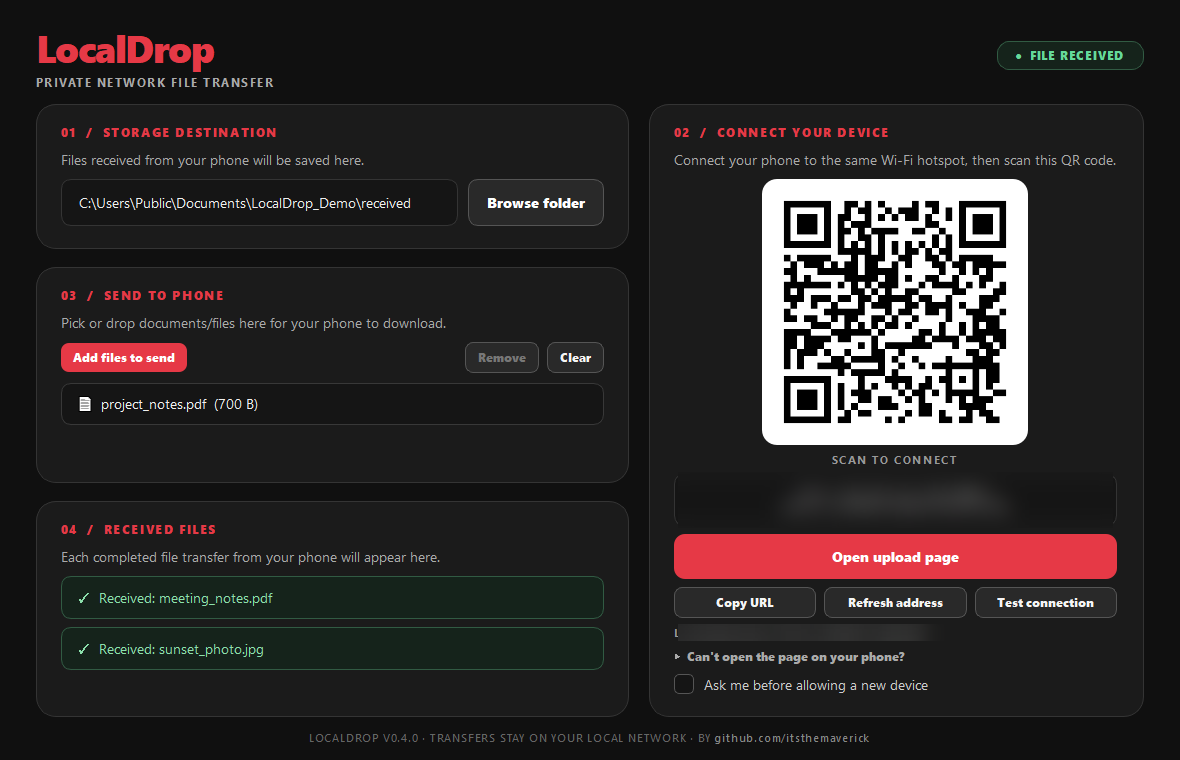 LocalDrop
PRIVATE NETWORK FILE TRANSFER
● FILE RECEIVED
01 / STORAGE DESTINATION
Files received from your phone will be saved here.
C:\Users\Public\Documents\LocalDrop_Demo\received
Browse folder
03 / SEND TO PHONE
Pick or drop documents/files here for your phone to download.
Add files to send
Remove
Clear
project_notes.pdf (700 B)
04 / RECEIVED FILES
Each completed file transfer from your phone will appear here.
✓ Received: meeting_notes.pdf
✓ Received: sunset_photo.jpg
02 / CONNECT YOUR DEVICE
Connect your phone to the same Wi-Fi hotspot, then scan this QR code.
SCAN TO CONNECT
Open upload page
Copy URL
Refresh address
Test connection
▸ Can't open the page on your phone?
Ask me before allowing a new device
LOCALDROP V0.4.0 · TRANSFERS STAY ON YOUR LOCAL NETWORK · BY github.com/itsthemaverick